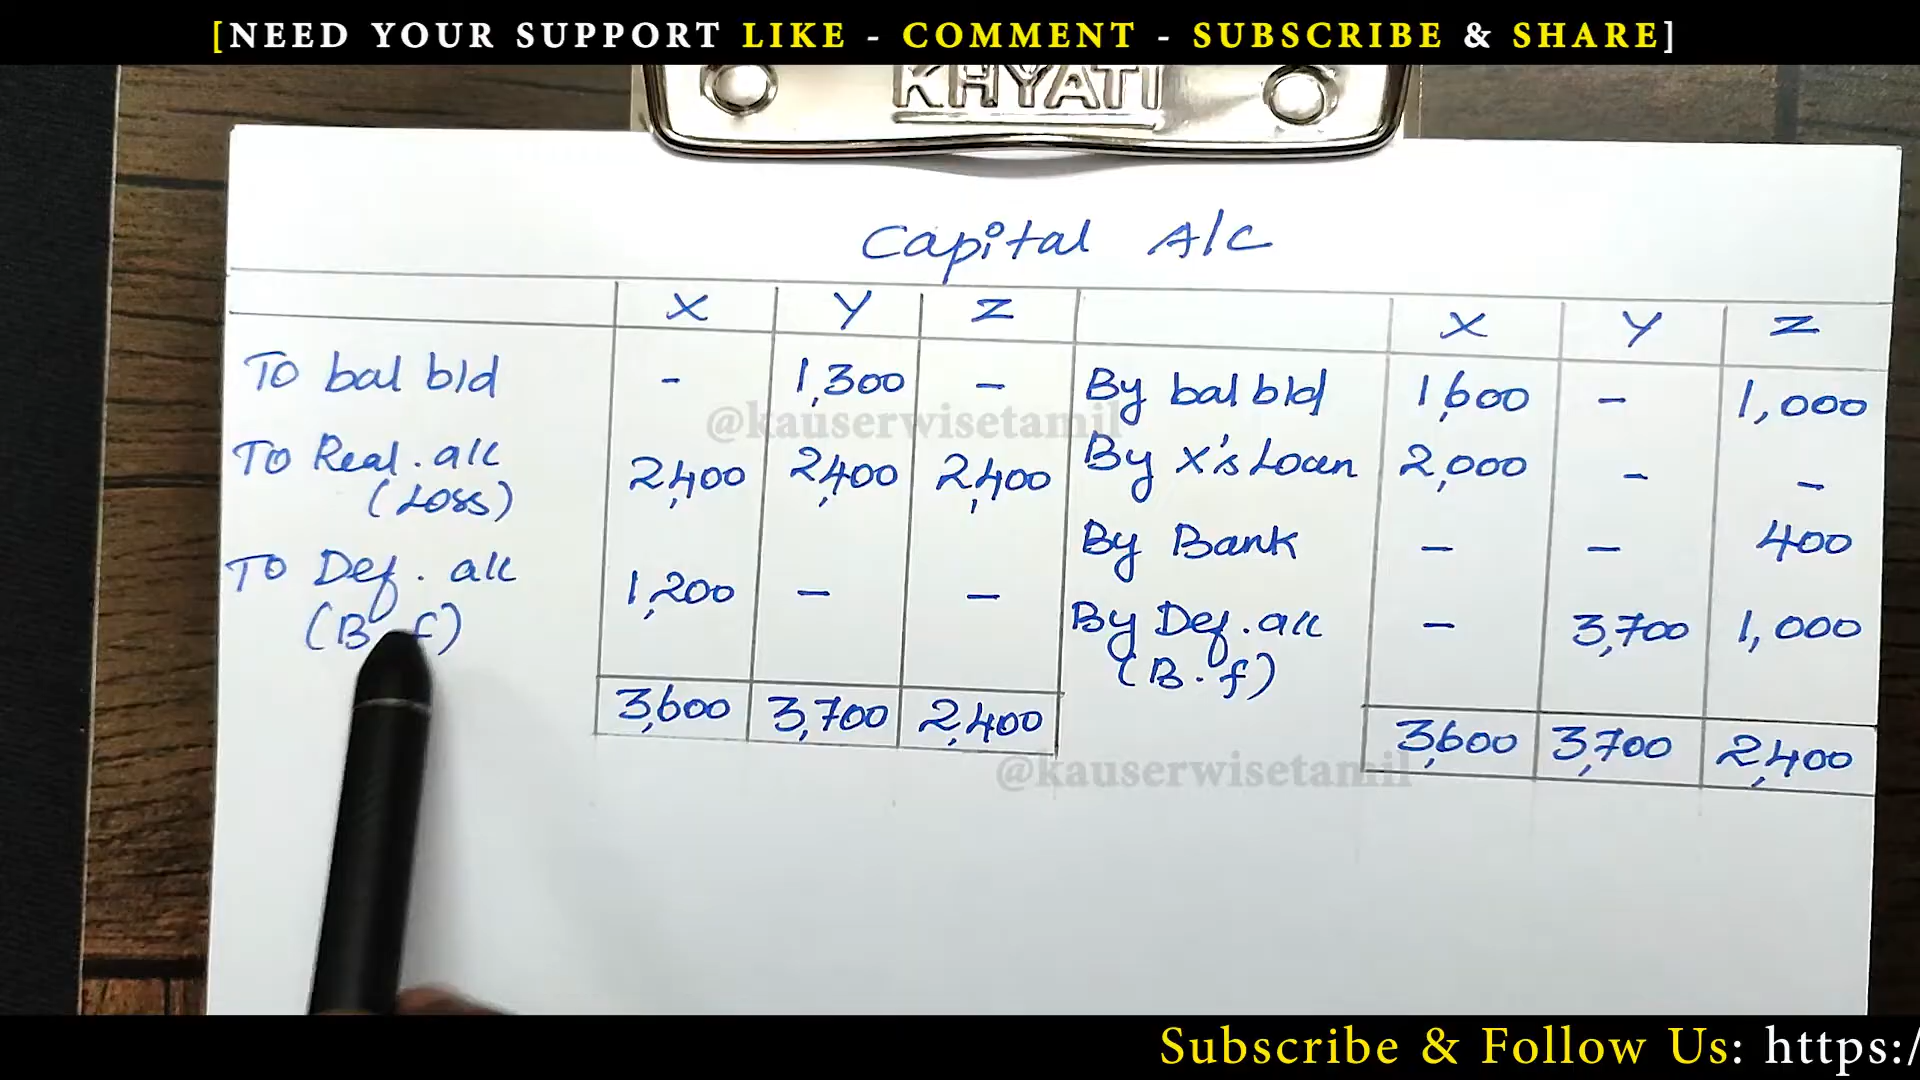 [NEED YOUR SUPPORT LIKE - COMMENT - SUBSCRIBE & SHARE]
KHYATI
Capital A/C
X Y Z X Y Z
To bal b/d - 1,300 - By bal b/d 1,600 - 1,000
@kauserwisetamil
To Real. a/c 2,400 2,400 2,400 By X's Loan 2,000 - -
(Loss)
By Bank - - 400
To Def. a/c 1,200 - - By Def. a/c - 3,700 1,000
(B.f) (B.f)
3,600 3,700 2,400 3,600 3,700 2,400
@kauserwisetamil
Subscribe & Follow Us: https:/